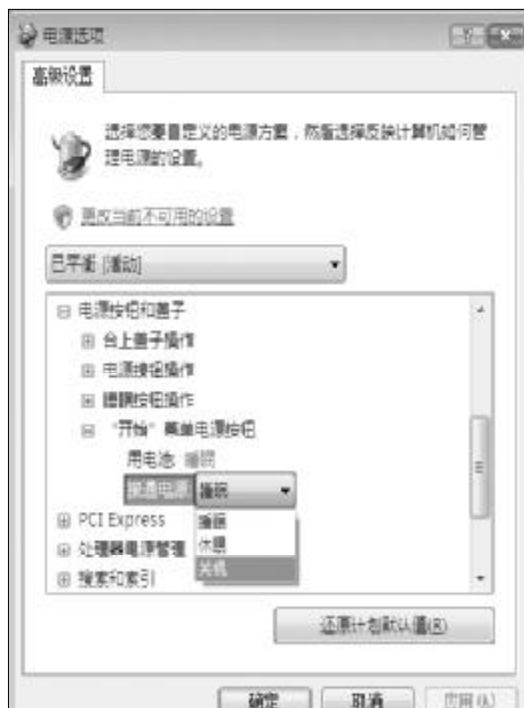 电源选项
高级设置
选择您要自定义的电源方案，然后选择反映计算机如何管
理电源的设置。
更改当前不可用的设置
已平衡 [活动]
电源按钮和盖子
合上盖子操作
电源按钮操作
睡眠按钮操作
“开始”菜单电源按钮
用电池: 睡眠
接通电源 睡眠
睡眠
休眠
关机
PCI Express
处理器电源管理
搜索和索引
还原计划默认值(R)
确定 取消 应用(A)